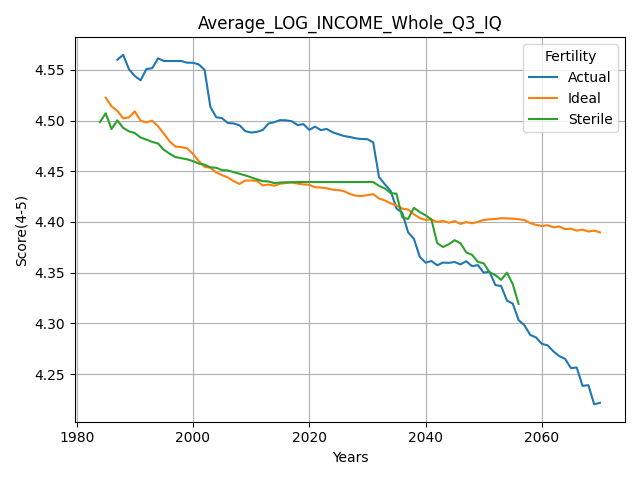 Average_LOG_INCOME_Whole_Q3_IQ
Fertility
Actual
Ideal
Sterile
Score(4-5)
4.55
4.50
4.45
4.40
4.35
4.30
4.25
1980
2000
2020
2040
2060
Years